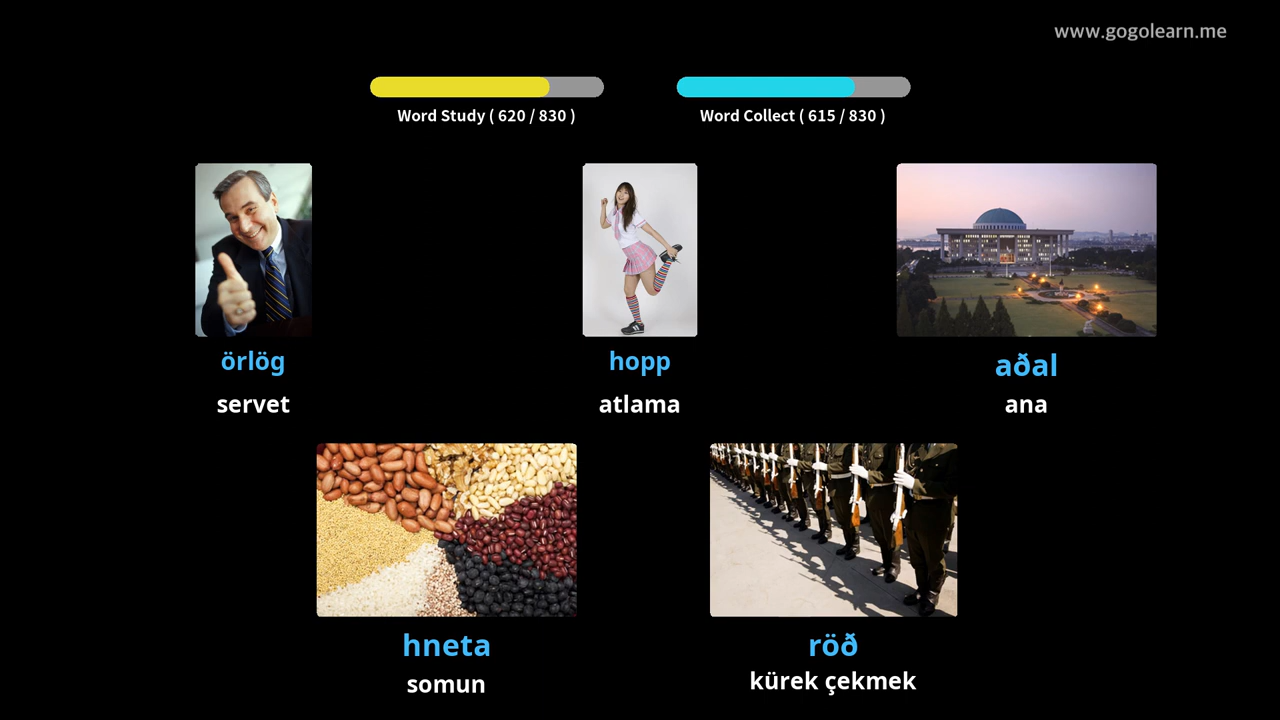 www.gogolearn.me
Word Study ( 620 / 830 )
Word Collect ( 615 / 830 )
örlög
hopp
aðal
servet
atlama
ana
hneta
röð
somun
kürek çekmek